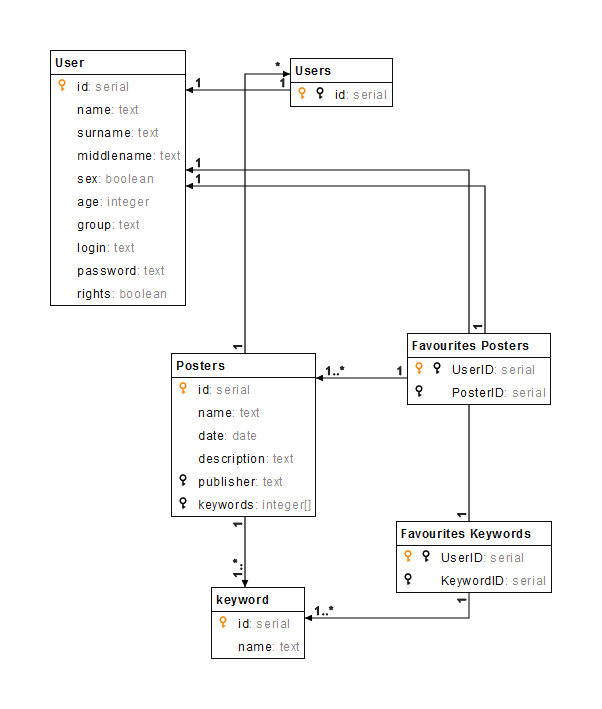 User
id: serial
name: text
surname: text
middlename: text
sex: boolean
age: integer
group: text
login: text
password: text
rights: boolean
*
Users
id: serial
1
1
1
1
1
1
Posters
id: serial
name: text
date: date
description: text
publisher: text
keywords: integer[]
1..*
1
Favourites Posters
UserID: serial
PosterID: serial
1
1
Favourites Keywords
UserID: serial
KeywordID: serial
1..*
keyword
id: serial
name: text
1..*
1